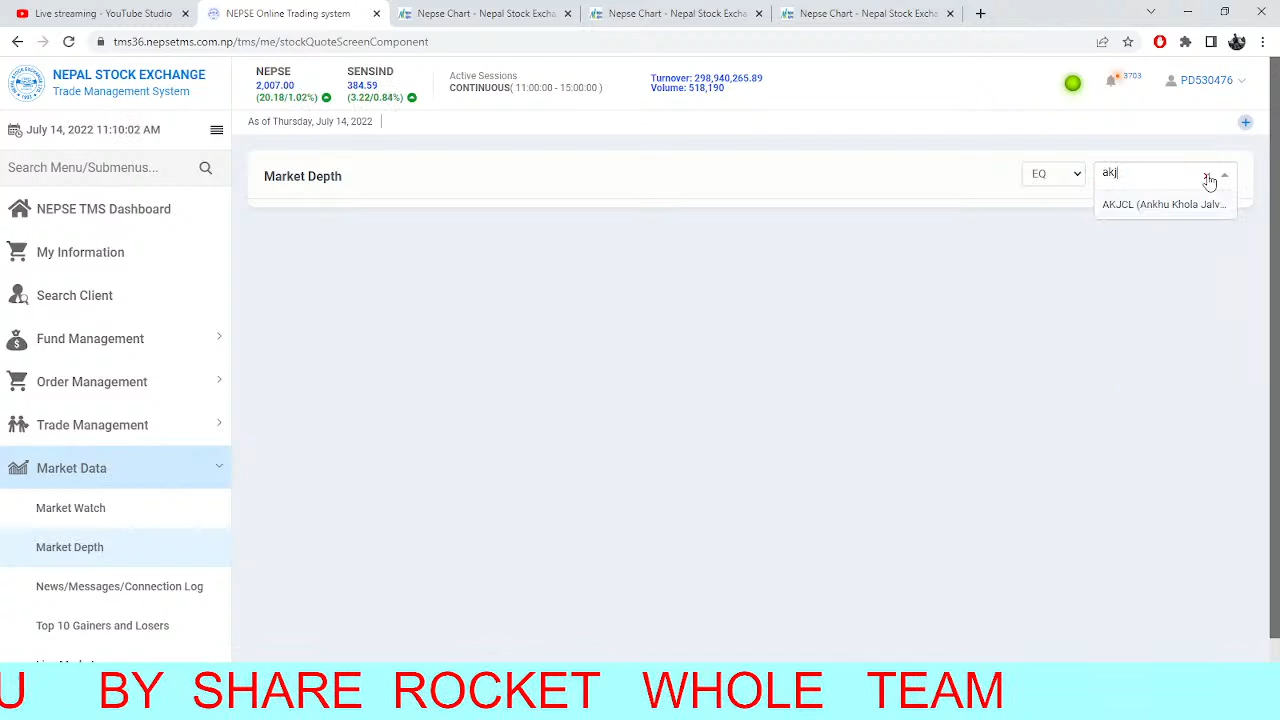 Live streaming - YouTube Studio
NEPSE Online Trading system
Nepse Chart - Nepal Stock Excha
Nepse Chart - Nepal Stock Excha
Nepse Chart - Nepal Stock Excha
tms36.nepsetms.com.np/tms/me/stockQuoteScreenComponent
NEPAL STOCK EXCHANGE
Trade Management System
NEPSE
2,007.00
(20.18/1.02%)
SENSIND
384.59
(3.22/0.84%)
Active Sessions
CONTINUOUS( 11:00:00 - 15:00:00 )
Turnover: 298,940,265.89
Volume: 518,190
3703
PD530476
July 14, 2022 11:10:02 AM
As of Thursday, July 14, 2022
Search Menu/Submenus...
Market Depth
EQ
akj
AKJCL (Ankhu Khola Jalv...
NEPSE TMS Dashboard
My Information
Search Client
Fund Management
Order Management
Trade Management
Market Data
Market Watch
Market Depth
News/Messages/Connection Log
Top 10 Gainers and Losers
U BY SHARE ROCKET WHOLE TEAM